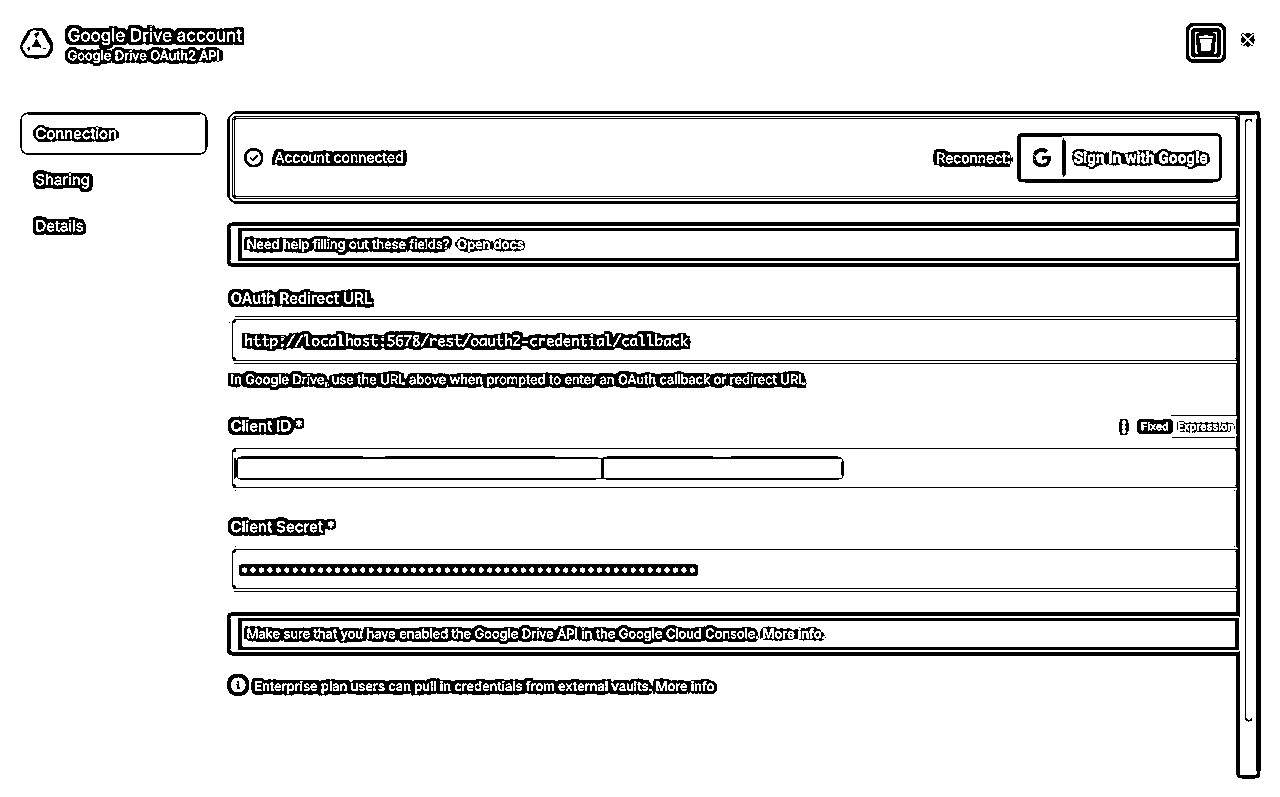 Google Drive account
Google Drive OAuth2 API
Connection
Sharing
Details
Account connected
Reconnect:
G
Sign in with Google
Need help filling out these fields? Open docs
OAuth Redirect URL
http://localhost:5678/rest/oauth2-credential/callback
In Google Drive, use the URL above when prompted to enter an OAuth callback or redirect URL
Client ID *
Fixed Expression
Client Secret *
••••••••••••••••••••••••••••••••••••••••••••••••••••
Make sure that you have enabled the Google Drive API in the Google Cloud Console. More info.
Enterprise plan users can pull in credentials from external vaults. More info